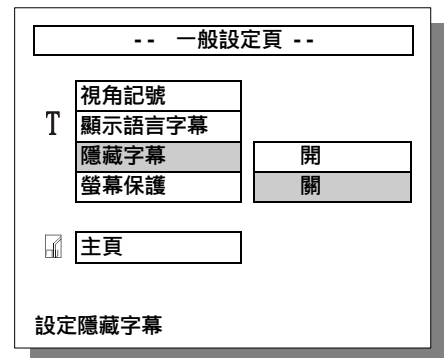 -- 一般設定頁 --
視角記號
T 顯示語言字幕
隱藏字幕 開
螢幕保護 關
主頁
設定隱藏字幕